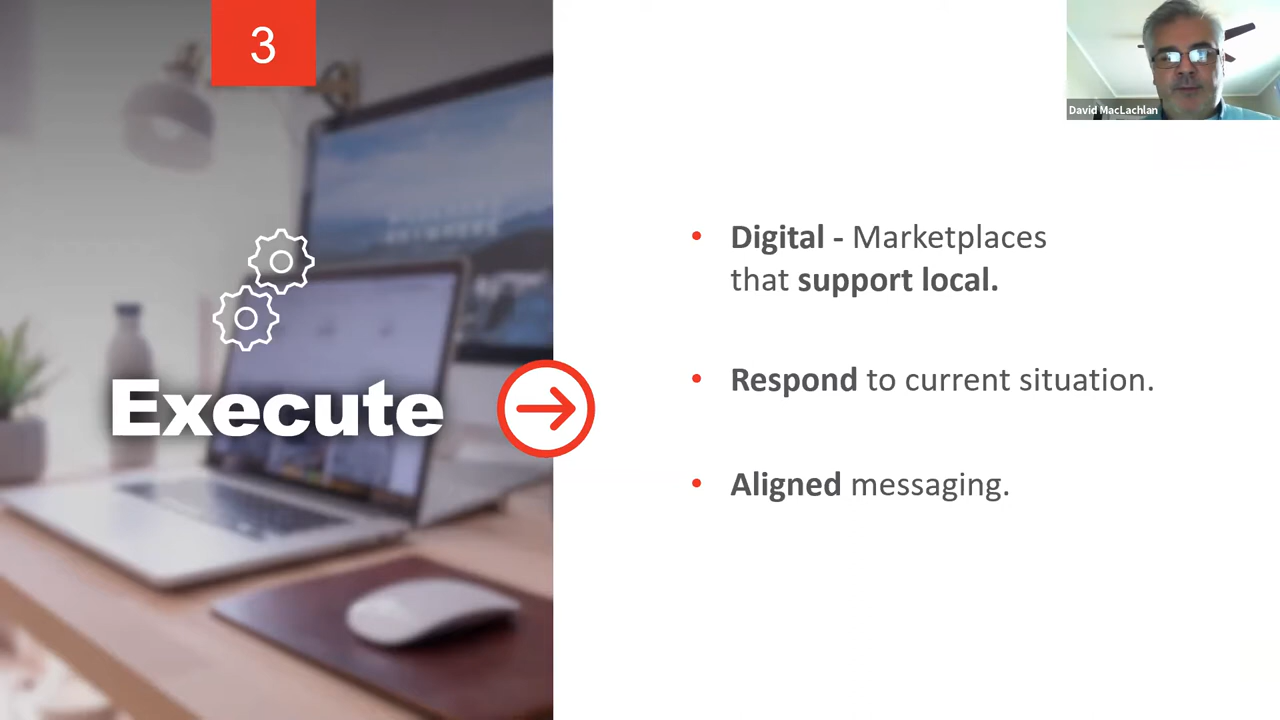 3
David MacLachlan
Execute
• Digital - Marketplaces
that support local.
• Respond to current situation.
• Aligned messaging.